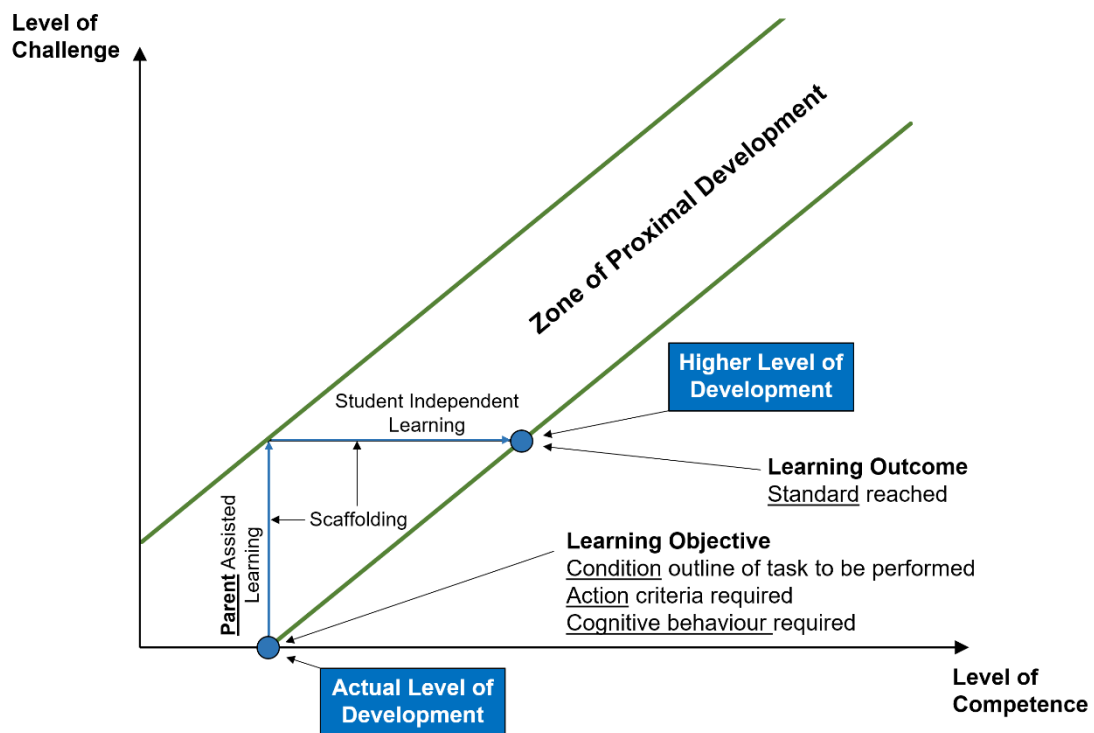 Level of
Challenge
Zone of Proximal Development
Higher Level of
Development
Student Independent
Learning
Learning Outcome
Standard reached
Scaffolding
Parent Assisted
Learning
Learning Objective
Condition outline of task to be performed
Action criteria required
Cognitive behaviour required
Actual Level of
Development
Level of
Competence